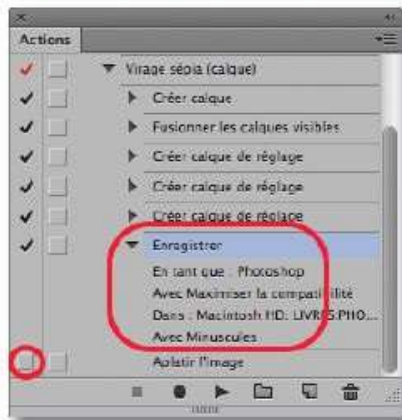 Actions
Virage sépia (calque)
Créer calque
Fusionner les calques visibles
Créer calque de réglage
Créer calque de réglage
Créer calque de réglage
Enregistrer
En tant que : Photoshop
Avec Maximiser la compatibilité
Dans : Macintosh HD: LIVRES:PHO...
Avec Minuscules
Aplatir l'image